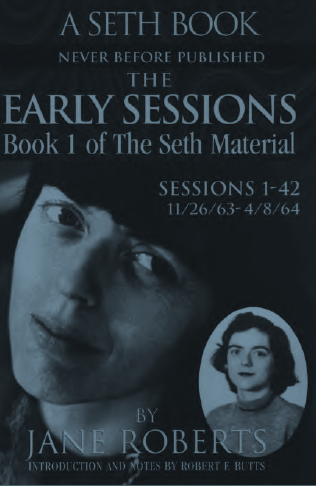 A SETH BOOK
NEVER BEFORE PUBLISHED
THE
EARLY SESSIONS
Book 1 of The Seth Material
SESSIONS 1-42
11/26/63-4/8/64
BY
JANE ROBERTS
INTRODUCTION AND NOTES BY ROBERT F. BUTTS